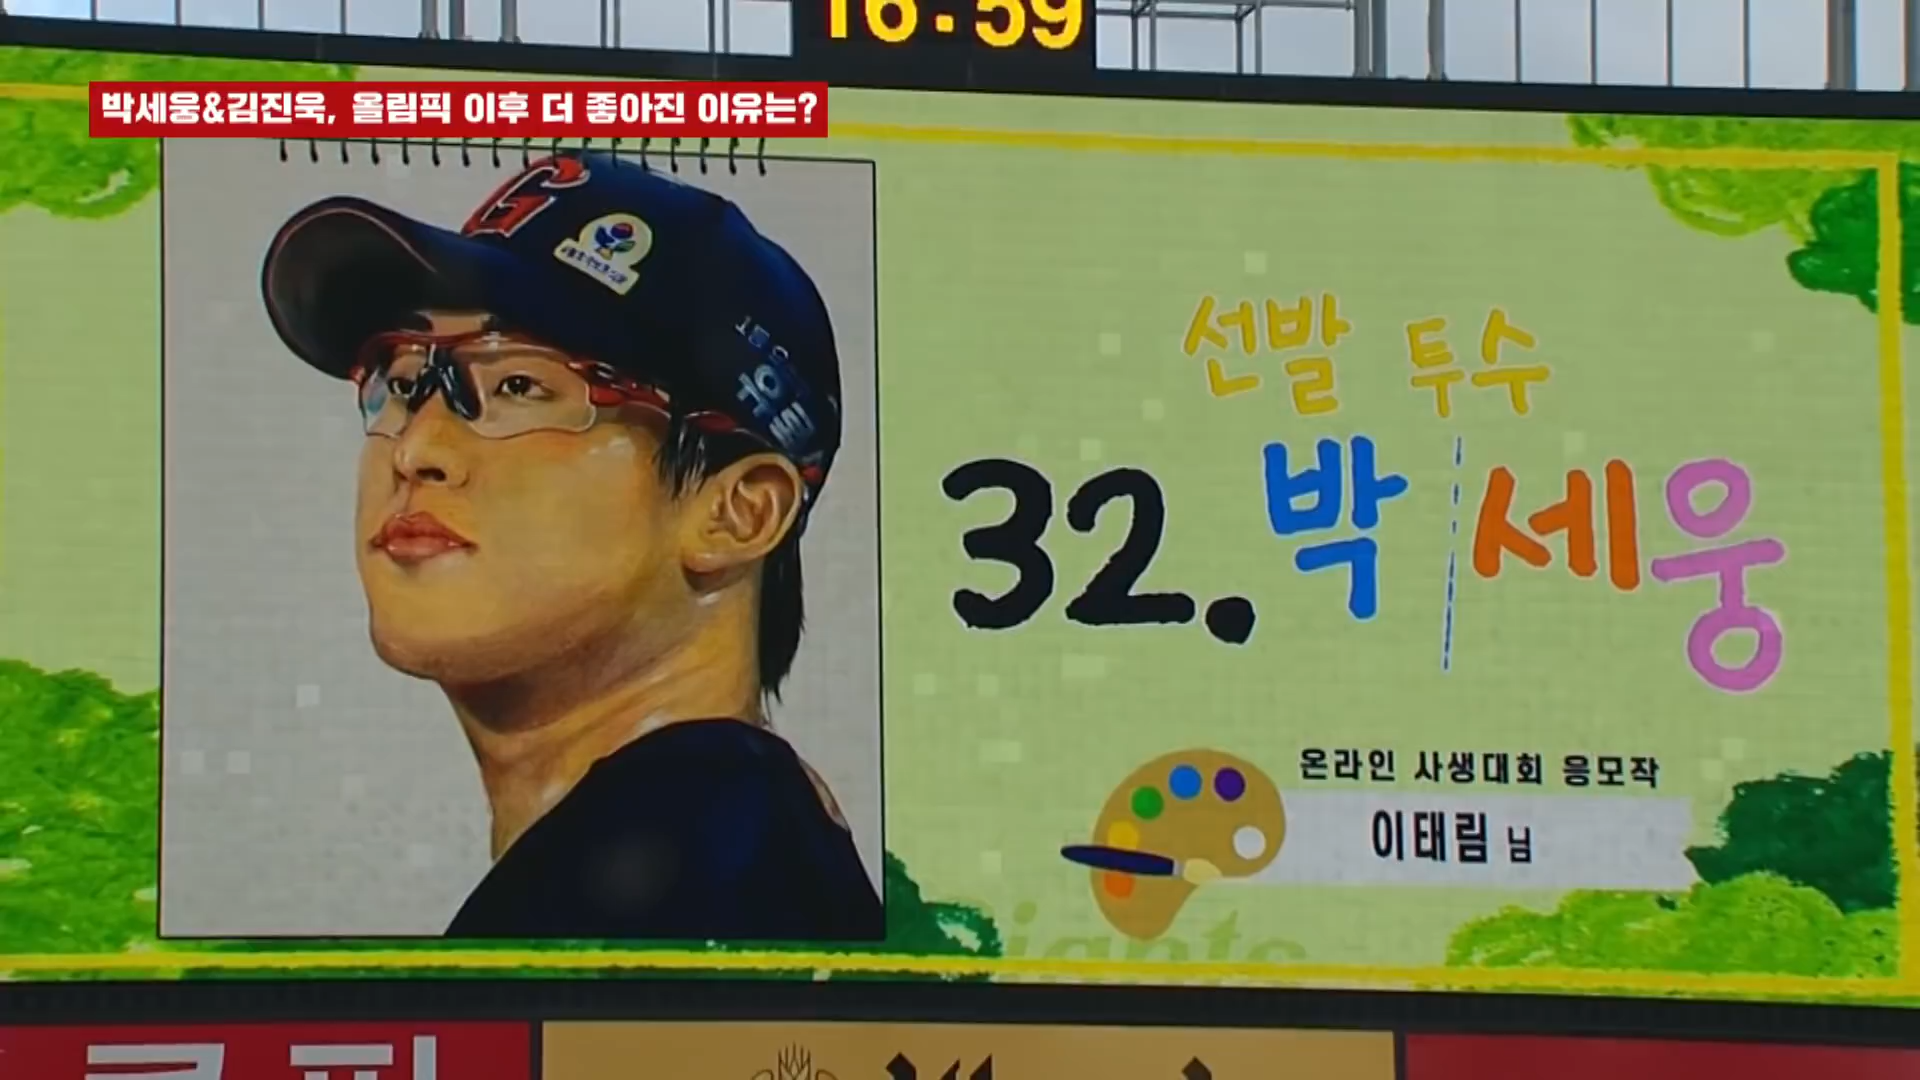 16:59
박세웅&김진욱, 올림픽 이후 더 좋아진 이유는?
G
선발 투수
32. 박 세웅
온라인 사생대회 응모작
이태림 님